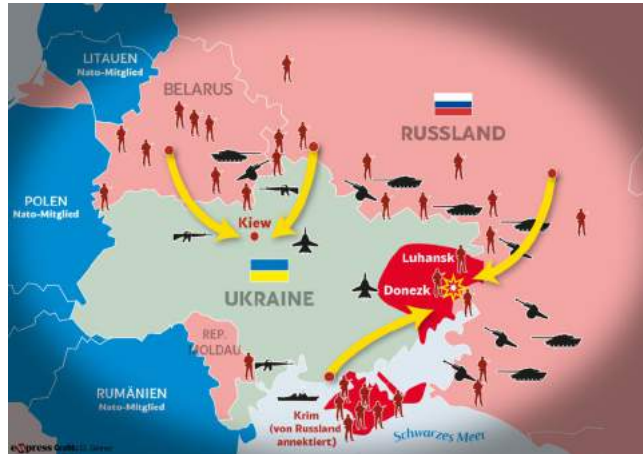 LITAUEN
Nato-Mitglied
BELARUS
RUSSLAND
POLEN
Nato-Mitglied
Kiew
Luhansk
UKRAINE
Donezk
REP.
MOLDAU
RUMÄNIEN
Nato-Mitglied
Krim
(von Russland
annektiert)
Schwarzes Meer
express Grafik: